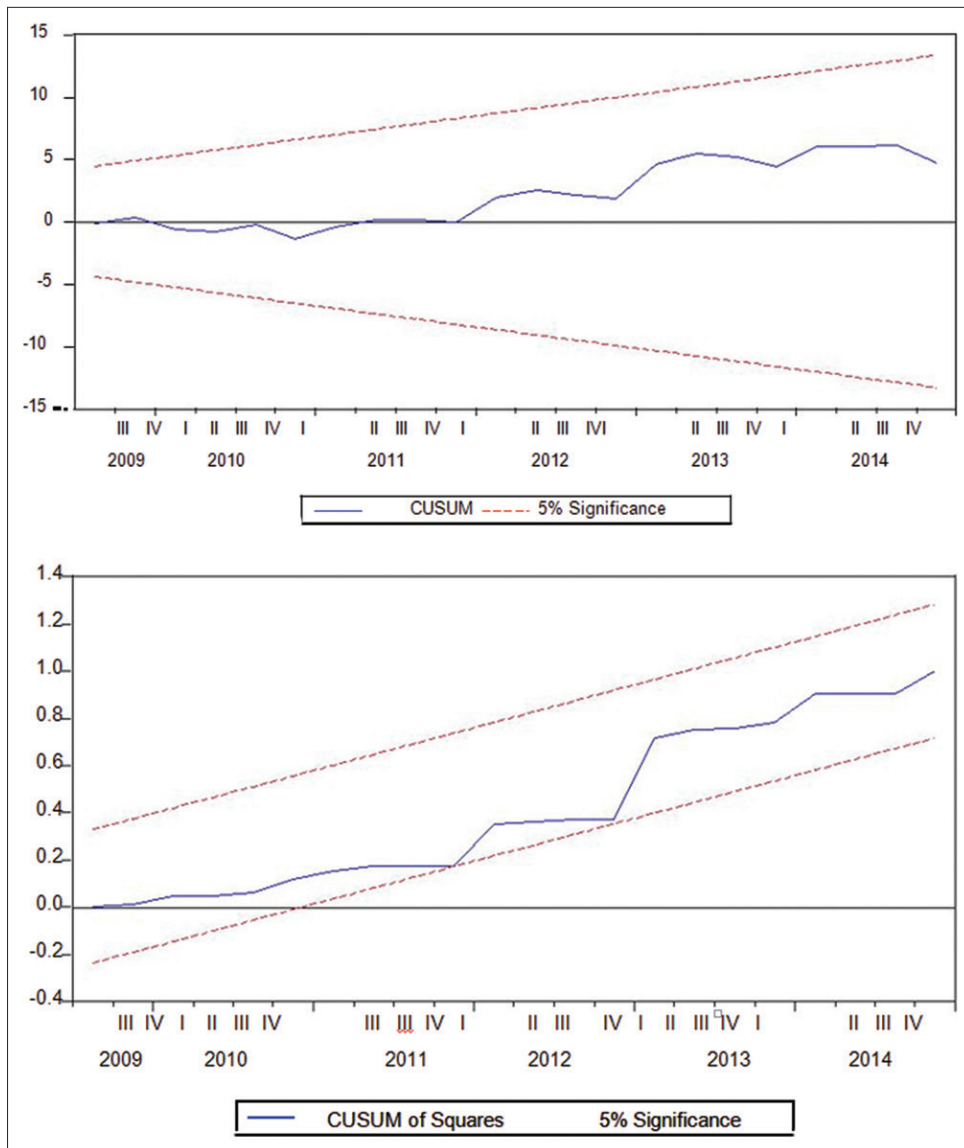 15
10
5
0
-5
-10
-15
III IV I II III IV I II III IV I II III IVI II III IV I II III IV
2009 2010 2011 2012 2013 2014
CUSUM 5% Significance
1.4
1.2
1.0
0.8
0.6
0.4
0.2
0.0
-0.2
-0.4
III IV I II III IV III III IV I II III IV I II III IV I II III IV
2009 2010 2011 2012 2013 2014
CUSUM of Squares 5% Significance